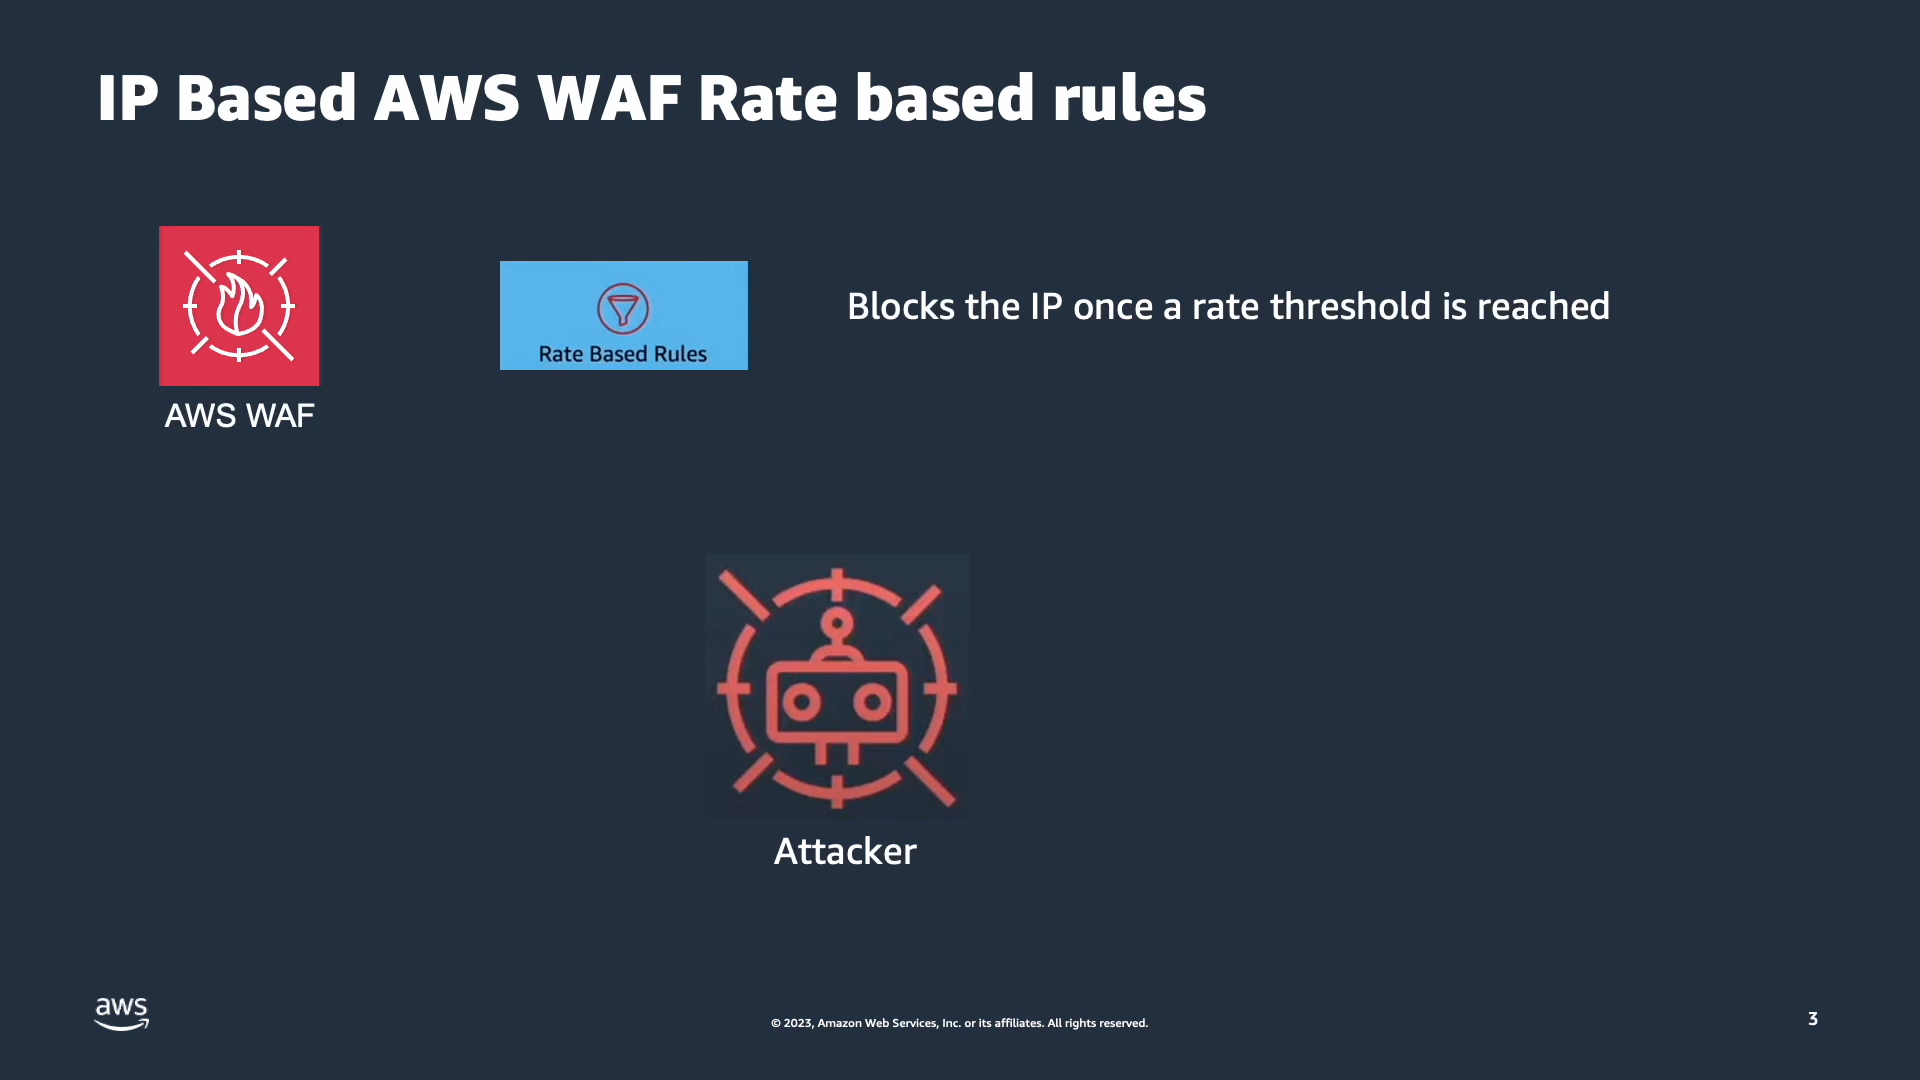 IP Based AWS WAF Rate based rules
Rate Based Rules
Blocks the IP once a rate threshold is reached
AWS WAF
Attacker
aws
© 2023, Amazon Web Services, Inc. or its affiliates. All rights reserved.
3